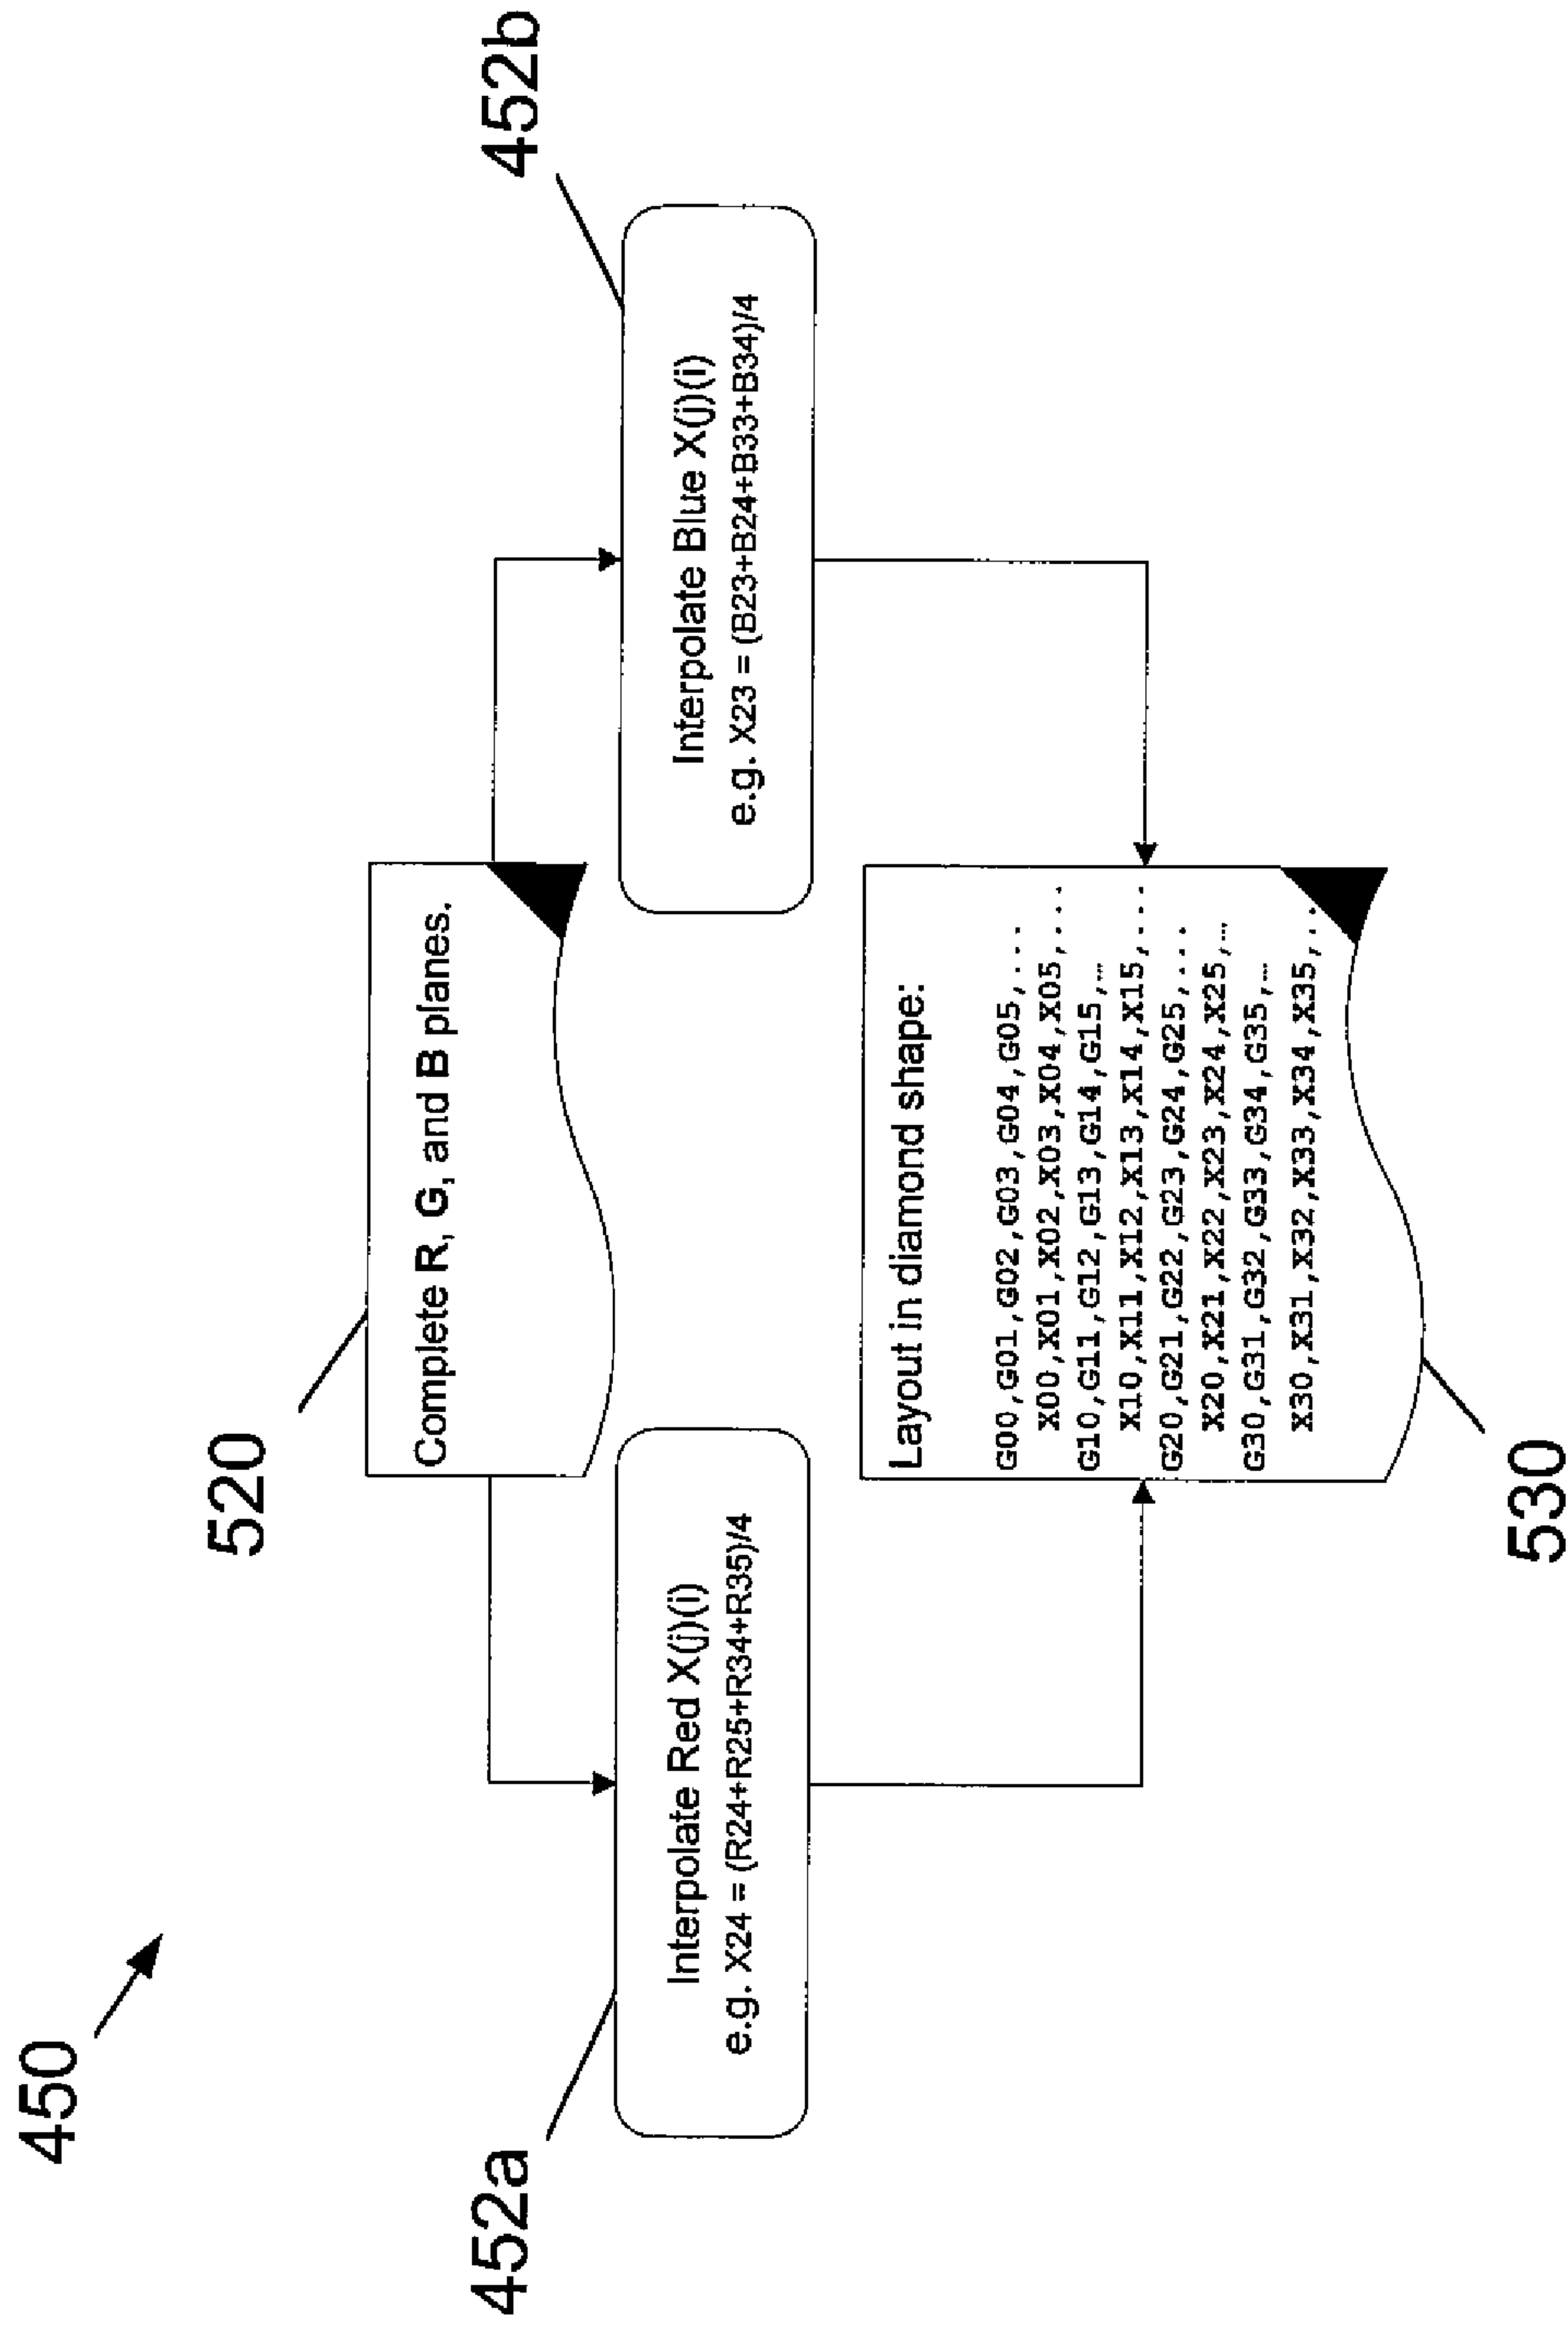 450
520
Complete R, G, and B planes.
452a
Interpolate Red X(j)(i)
e.g. X24 = (R24+R25+R34+R35)/4
452b
Interpolate Blue X(j)(i)
e.g. X23 = (B23+B24+B33+B34)/4
Layout in diamond shape:
G00,G01,G02,G03,G04,G05,...
X00,X01,X02,X03,X04,X05,...
G10,G11,G12,G13,G14,G15,...
X10,X11,X12,X13,X14,X15,...
G20,G21,G22,G23,G24,G25,...
X20,X21,X22,X23,X24,X25,...
G30,G31,G32,G33,G34,G35,...
X30,X31,X32,X33,X34,X35,...
530